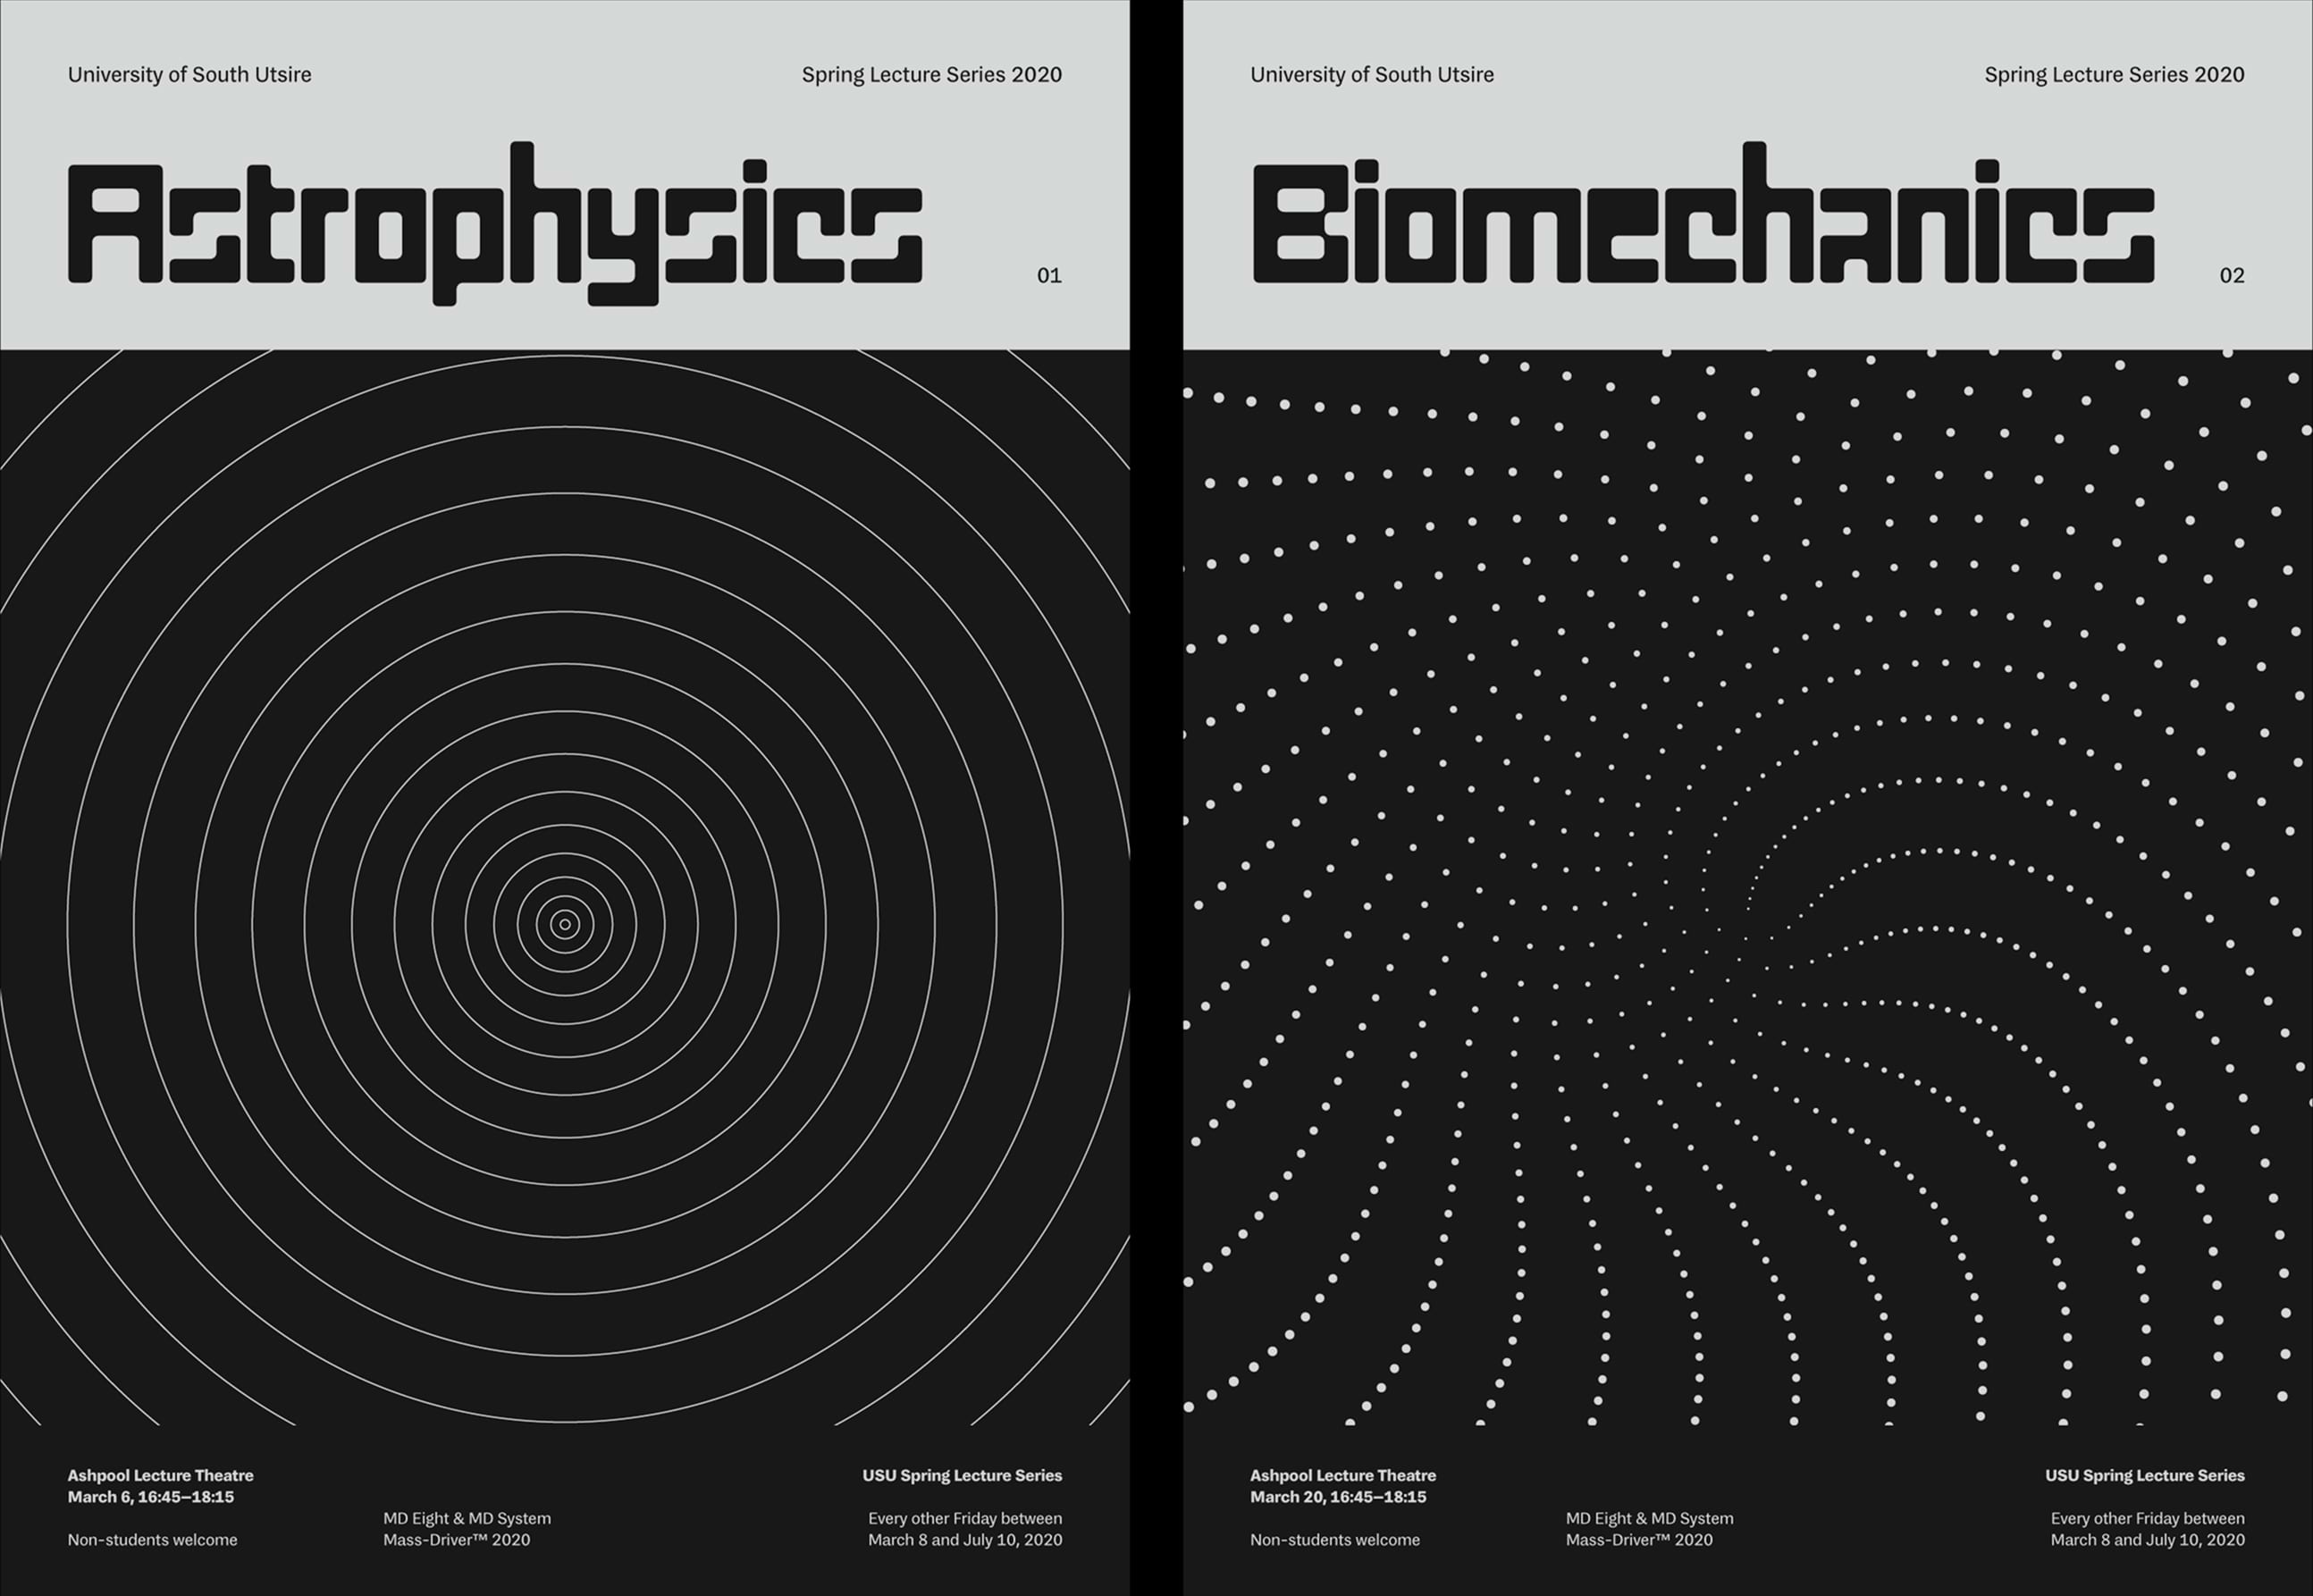 University of South Utsire
Spring Lecture Series 2020
Astrophysics
01
Ashpool Lecture Theatre
March 6, 16:45–18:15
Non-students welcome
MD Eight & MD System
Mass-Driver™ 2020
USU Spring Lecture Series
Every other Friday between
March 8 and July 10, 2020
University of South Utsire
Spring Lecture Series 2020
Biomechanics
02
Ashpool Lecture Theatre
March 20, 16:45–18:15
Non-students welcome
MD Eight & MD System
Mass-Driver™ 2020
USU Spring Lecture Series
Every other Friday between
March 8 and July 10, 2020